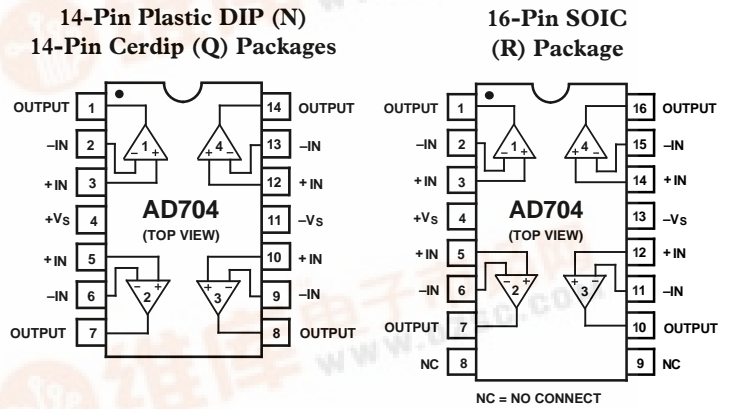 14-Pin Plastic DIP (N)
14-Pin Cerdip (Q) Packages
OUTPUT 1 14 OUTPUT
–IN 2 – 1 + + 4 – 13 –IN
+IN 3 12 +IN
+VS 4 AD704 11 –VS
(TOP VIEW)
+IN 5 10 +IN
–IN 6 – 2 + + 3 – 9 –IN
OUTPUT 7 8 OUTPUT
16-Pin SOIC
(R) Package
OUTPUT 1 16 OUTPUT
–IN 2 – 1 + + 4 – 15 –IN
+IN 3 14 +IN
+VS 4 AD704 13 –VS
(TOP VIEW)
+IN 5 12 +IN
–IN 6 – 2 + + 3 – 11 –IN
OUTPUT 7 10 OUTPUT
NC 8 9 NC
NC = NO CONNECT